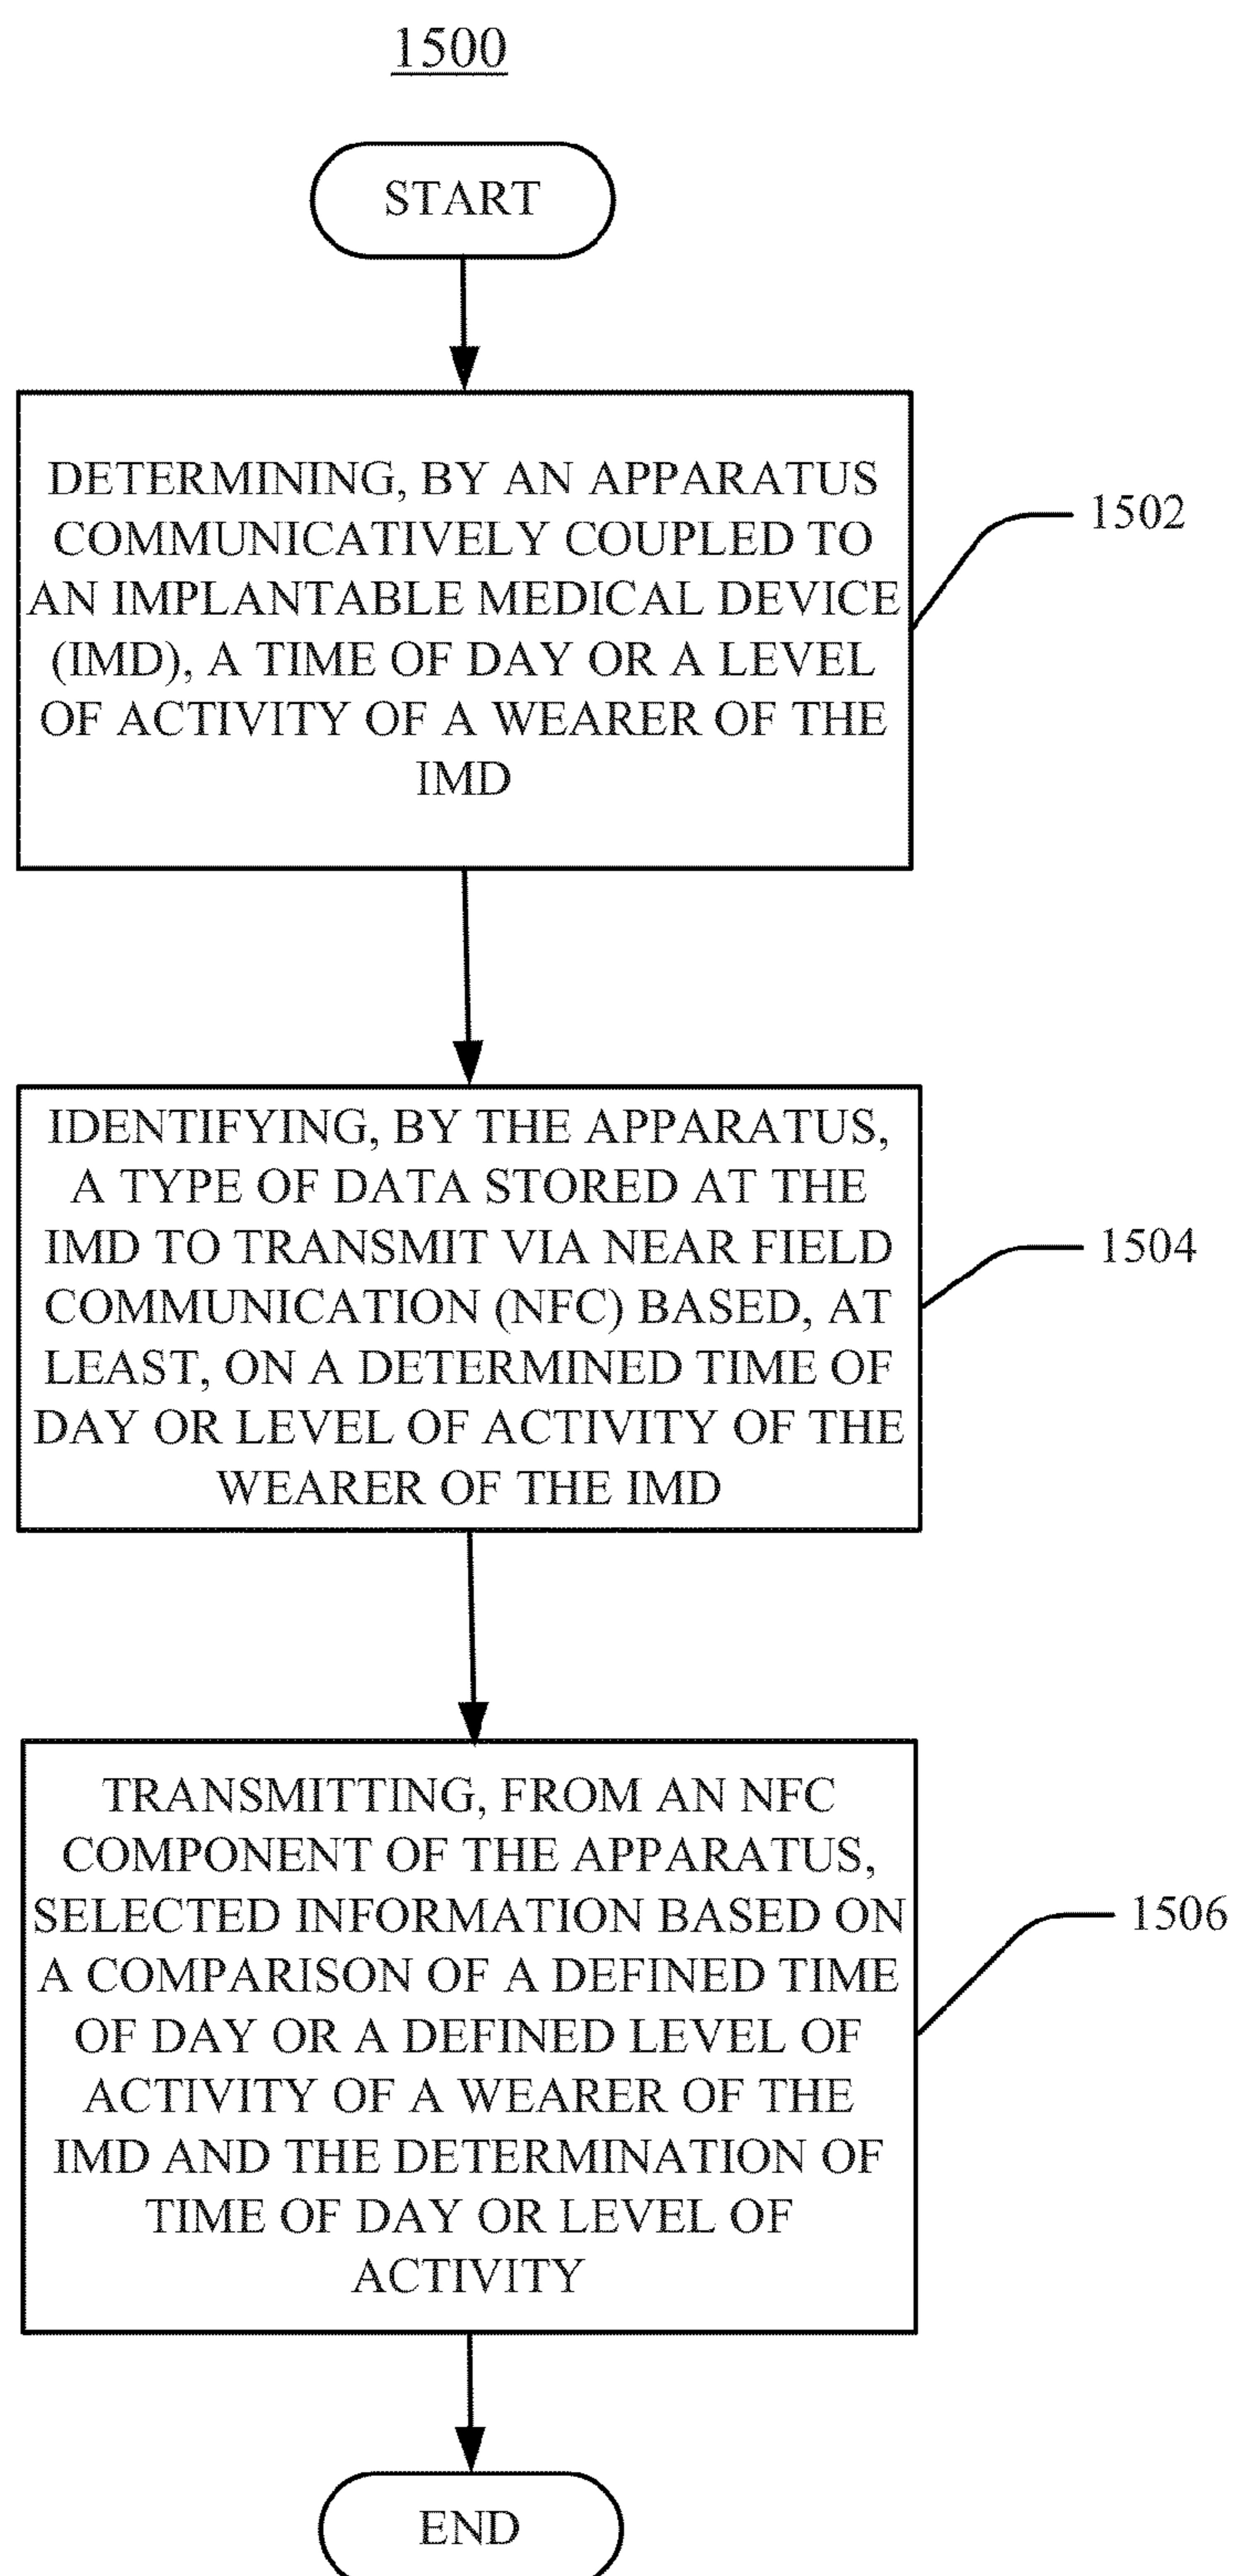 1500
START
DETERMINING, BY AN APPARATUS
COMMUNICATIVELY COUPLED TO
AN IMPLANTABLE MEDICAL DEVICE
(IMD), A TIME OF DAY OR A LEVEL
OF ACTIVITY OF A WEARER OF THE
IMD
1502
IDENTIFYING, BY THE APPARATUS,
A TYPE OF DATA STORED AT THE
IMD TO TRANSMIT VIA NEAR FIELD
COMMUNICATION (NFC) BASED, AT
LEAST, ON A DETERMINED TIME OF
DAY OR LEVEL OF ACTIVITY OF THE
WEARER OF THE IMD
1504
TRANSMITTING, FROM AN NFC
COMPONENT OF THE APPARATUS,
SELECTED INFORMATION BASED ON
A COMPARISON OF A DEFINED TIME
OF DAY OR A DEFINED LEVEL OF
ACTIVITY OF A WEARER OF THE
IMD AND THE DETERMINATION OF
TIME OF DAY OR LEVEL OF
ACTIVITY
1506
END